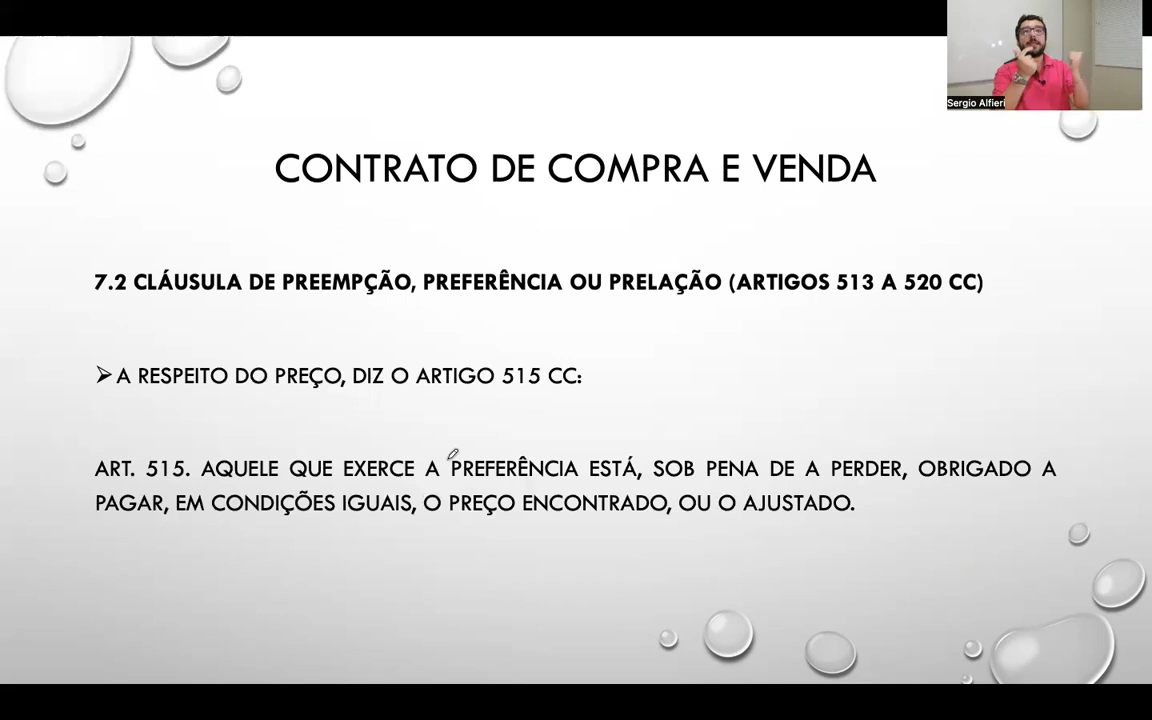 Sergio Alfieri
CONTRATO DE COMPRA E VENDA
7.2 CLÁUSULA DE PREEMPÇÃO, PREFERÊNCIA OU PRELAÇÃO (ARTIGOS 513 A 520 CC)
➢A RESPEITO DO PREÇO, DIZ O ARTIGO 515 CC:
ART. 515. AQUELE QUE EXERCE A PREFERÊNCIA ESTÁ, SOB PENA DE A PERDER, OBRIGADO A
PAGAR, EM CONDIÇÕES IGUAIS, O PREÇO ENCONTRADO, OU O AJUSTADO.